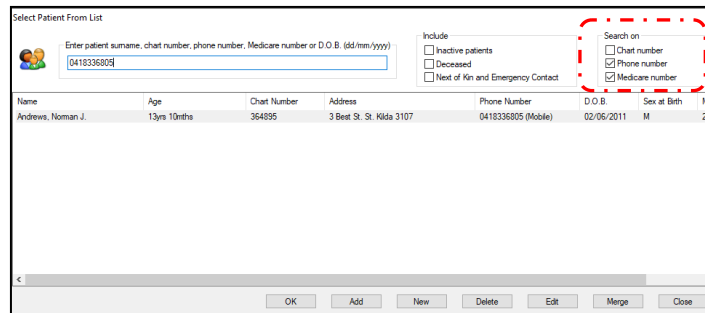 Select Patient From List
Enter patient surname, chart number, phone number, Medicare number or D.O.B. (dd/mm/yyyy)
0418336805
Include
Inactive patients
Deceased
Next of Kin and Emergency Contact
Search on
Chart number
Phone number
Medicare number
Name Age Chart Number Address Phone Number D.O.B. Sex at Birth
Andrews, Norman J. 13yrs 10mths 364895 3 Best St. St. Kilda 3107 0418336805 (Mobile) 02/06/2011 M
OK Add New Delete Edit Merge Close